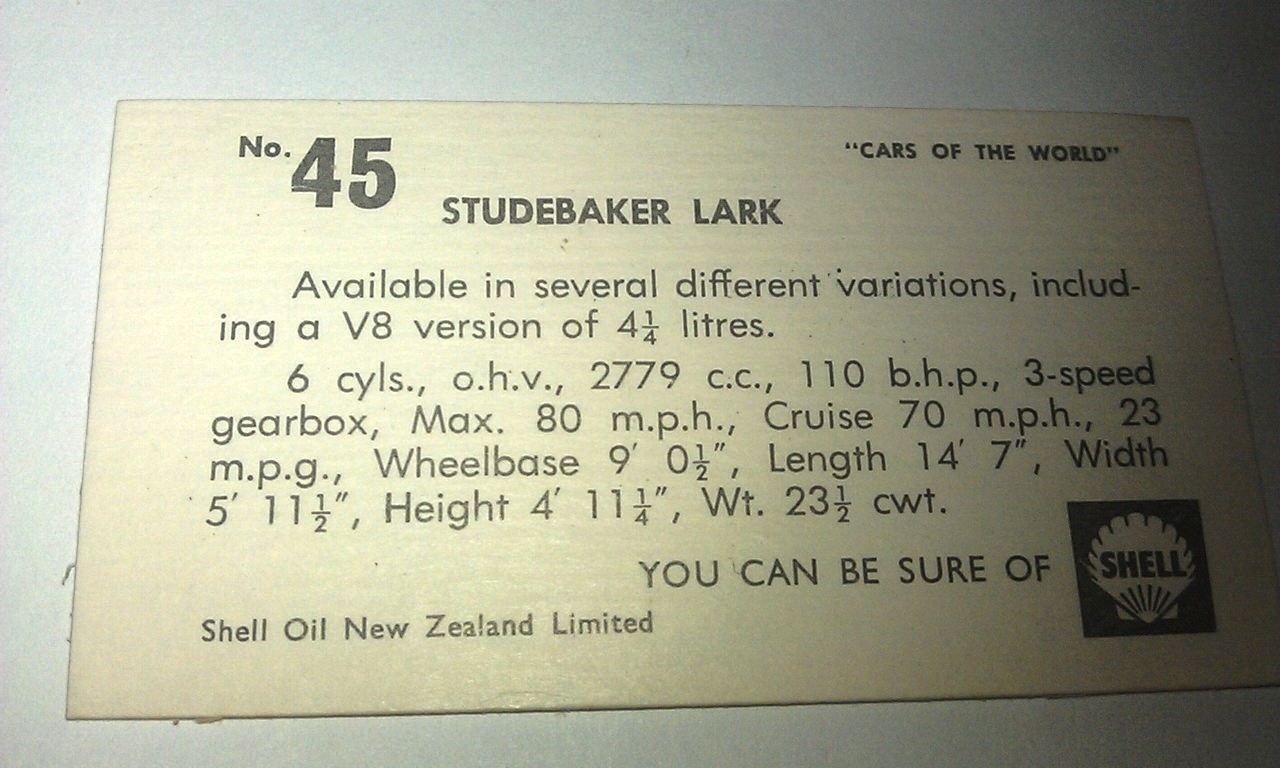 No. 45
"CARS OF THE WORLD"
STUDEBAKER LARK
Available in several different variations, includ-
ing a V8 version of 4¼ litres.
6 cyls., o.h.v., 2779 c.c., 110 b.h.p., 3-speed
gearbox, Max. 80 m.p.h., Cruise 70 m.p.h., 23
m.p.g., Wheelbase 9′ 0½″, Length 14′ 7″, Width
5′ 11½″, Height 4′ 11¼″, Wt. 23½ cwt.
YOU CAN BE SURE OF SHELL
Shell Oil New Zealand Limited